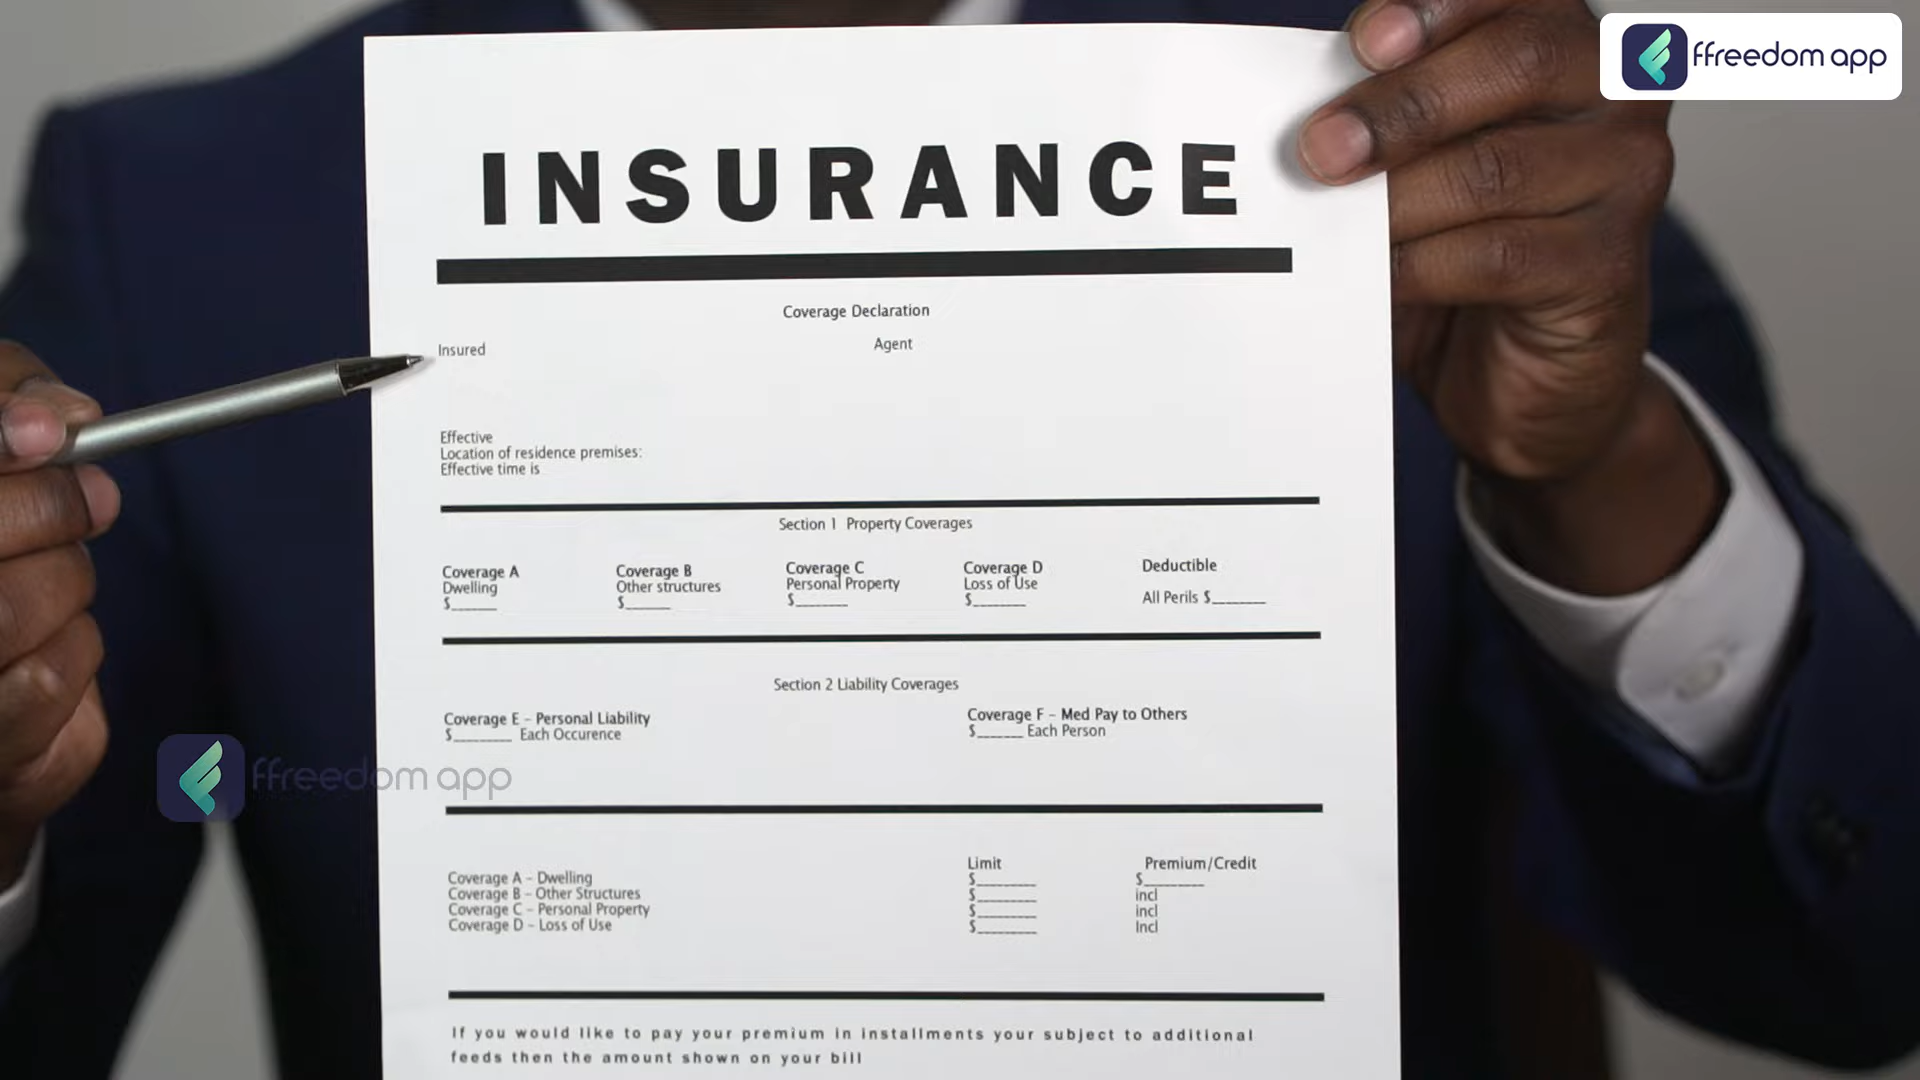 ffreedom app
INSURANCE
Coverage Declaration
Insured Agent
Effective
Location of residence premises:
Effective time is
Section 1 Property Coverages
Coverage A Coverage B Coverage C Coverage D Deductible
Dwelling Other structures Personal Property Loss of Use
$______ $______ $_______ $_______ All Perils $_______
Section 2 Liability Coverages
Coverage E - Personal Liability Coverage F - Med Pay to Others
$________ Each Occurence $______ Each Person
ffreedom app
Limit Premium/Credit
Coverage A - Dwelling $________ $________
Coverage B - Other Structures $________ incl
Coverage C - Personal Property $________ incl
Coverage D - Loss of Use $________ Incl
If you would like to pay your premium in installments your subject to additional
feeds then the amount shown on your bill